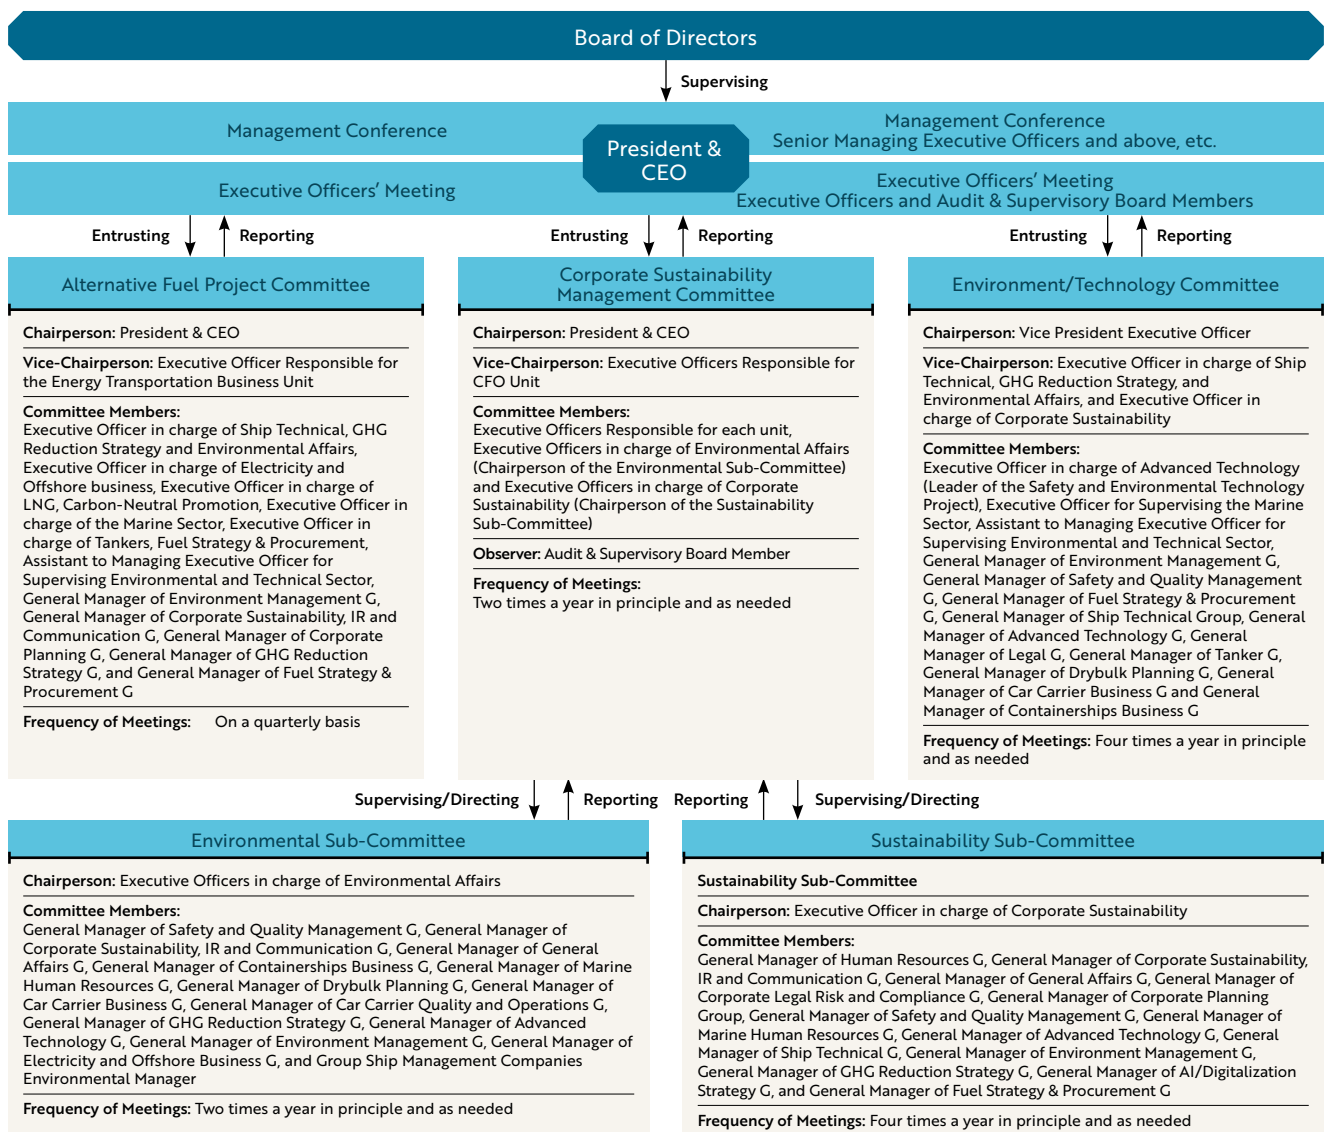 Board of Directors
Supervising
Management Conference
Management Conference
Senior Managing Executive Officers and above, etc.
President &
CEO
Executive Officers’ Meeting
Executive Officers’ Meeting
Executive Officers and Audit & Supervisory Board Members
Entrusting
Reporting
Entrusting
Reporting
Entrusting
Reporting
Alternative Fuel Project Committee
Chairperson: President & CEO
Vice-Chairperson: Executive Officer Responsible for
the Energy Transportation Business Unit
Committee Members:
Executive Officer in charge of Ship Technical, GHG
Reduction Strategy and Environmental Affairs,
Executive Officer in charge of Electricity and
Offshore business, Executive Officer in charge of
LNG, Carbon-Neutral Promotion, Executive Officer in
charge of the Marine Sector, Executive Officer in
charge of Tankers, Fuel Strategy & Procurement,
Assistant to Managing Executive Officer for
Supervising Environmental and Technical Sector,
General Manager of Environment Management G,
General Manager of Corporate Sustainability, IR and
Communication G, General Manager of Corporate
Planning G, General Manager of GHG Reduction
Strategy G, and General Manager of Fuel Strategy &
Procurement G
Frequency of Meetings: On a quarterly basis
Corporate Sustainability
Management Committee
Chairperson: President & CEO
Vice-Chairperson: Executive Officers Responsible for
CFO Unit
Committee Members:
Executive Officers Responsible for each unit,
Executive Officers in charge of Environmental Affairs
(Chairperson of the Environmental Sub-Committee)
and Executive Officers in charge of Corporate
Sustainability (Chairperson of the Sustainability
Sub-Committee)
Observer: Audit & Supervisory Board Member
Frequency of Meetings:
Two times a year in principle and as needed
Environment/Technology Committee
Chairperson: Vice President Executive Officer
Vice-Chairperson: Executive Officer in charge of Ship
Technical, GHG Reduction Strategy, and
Environmental Affairs, and Executive Officer in
charge of Corporate Sustainability
Committee Members:
Executive Officer in charge of Advanced Technology
(Leader of the Safety and Environmental Technology
Project), Executive Officer for Supervising the Marine
Sector, Assistant to Managing Executive Officer for
Supervising Environmental and Technical Sector,
General Manager of Environment Management G,
General Manager of Safety and Quality Management
G, General Manager of Fuel Strategy & Procurement
G, General Manager of Ship Technical Group, General
Manager of Advanced Technology G, General
Manager of Legal G, General Manager of Tanker G,
General Manager of Drybulk Planning G, General
Manager of Car Carrier Business G and General
Manager of Containerships Business G
Frequency of Meetings: Four times a year in principle
and as needed
Supervising/Directing
Reporting
Reporting
Supervising/Directing
Environmental Sub-Committee
Chairperson: Executive Officers in charge of Environmental Affairs
Committee Members:
General Manager of Safety and Quality Management G, General Manager of
Corporate Sustainability, IR and Communication G, General Manager of General
Affairs G, General Manager of Containerships Business G, General Manager of Marine
Human Resources G, General Manager of Drybulk Planning G, General Manager of
Car Carrier Business G, General Manager of Car Carrier Quality and Operations G,
General Manager of GHG Reduction Strategy G, General Manager of Advanced
Technology G, General Manager of Environment Management G, General Manager of
Electricity and Offshore Business G, and Group Ship Management Companies
Environmental Manager
Frequency of Meetings: Two times a year in principle and as needed
Sustainability Sub-Committee
Sustainability Sub-Committee
Chairperson: Executive Officer in charge of Corporate Sustainability
Committee Members:
General Manager of Human Resources G, General Manager of Corporate Sustainability,
IR and Communication G, General Manager of General Affairs G, General Manager of
Corporate Legal Risk and Compliance G, General Manager of Corporate Planning
Group, General Manager of Safety and Quality Management G, General Manager of
Marine Human Resources G, General Manager of Advanced Technology G, General
Manager of Ship Technical G, General Manager of Environment Management G,
General Manager of GHG Reduction Strategy G, General Manager of AI/Digitalization
Strategy G, and General Manager of Fuel Strategy & Procurement G
Frequency of Meetings: Four times a year in principle and as needed